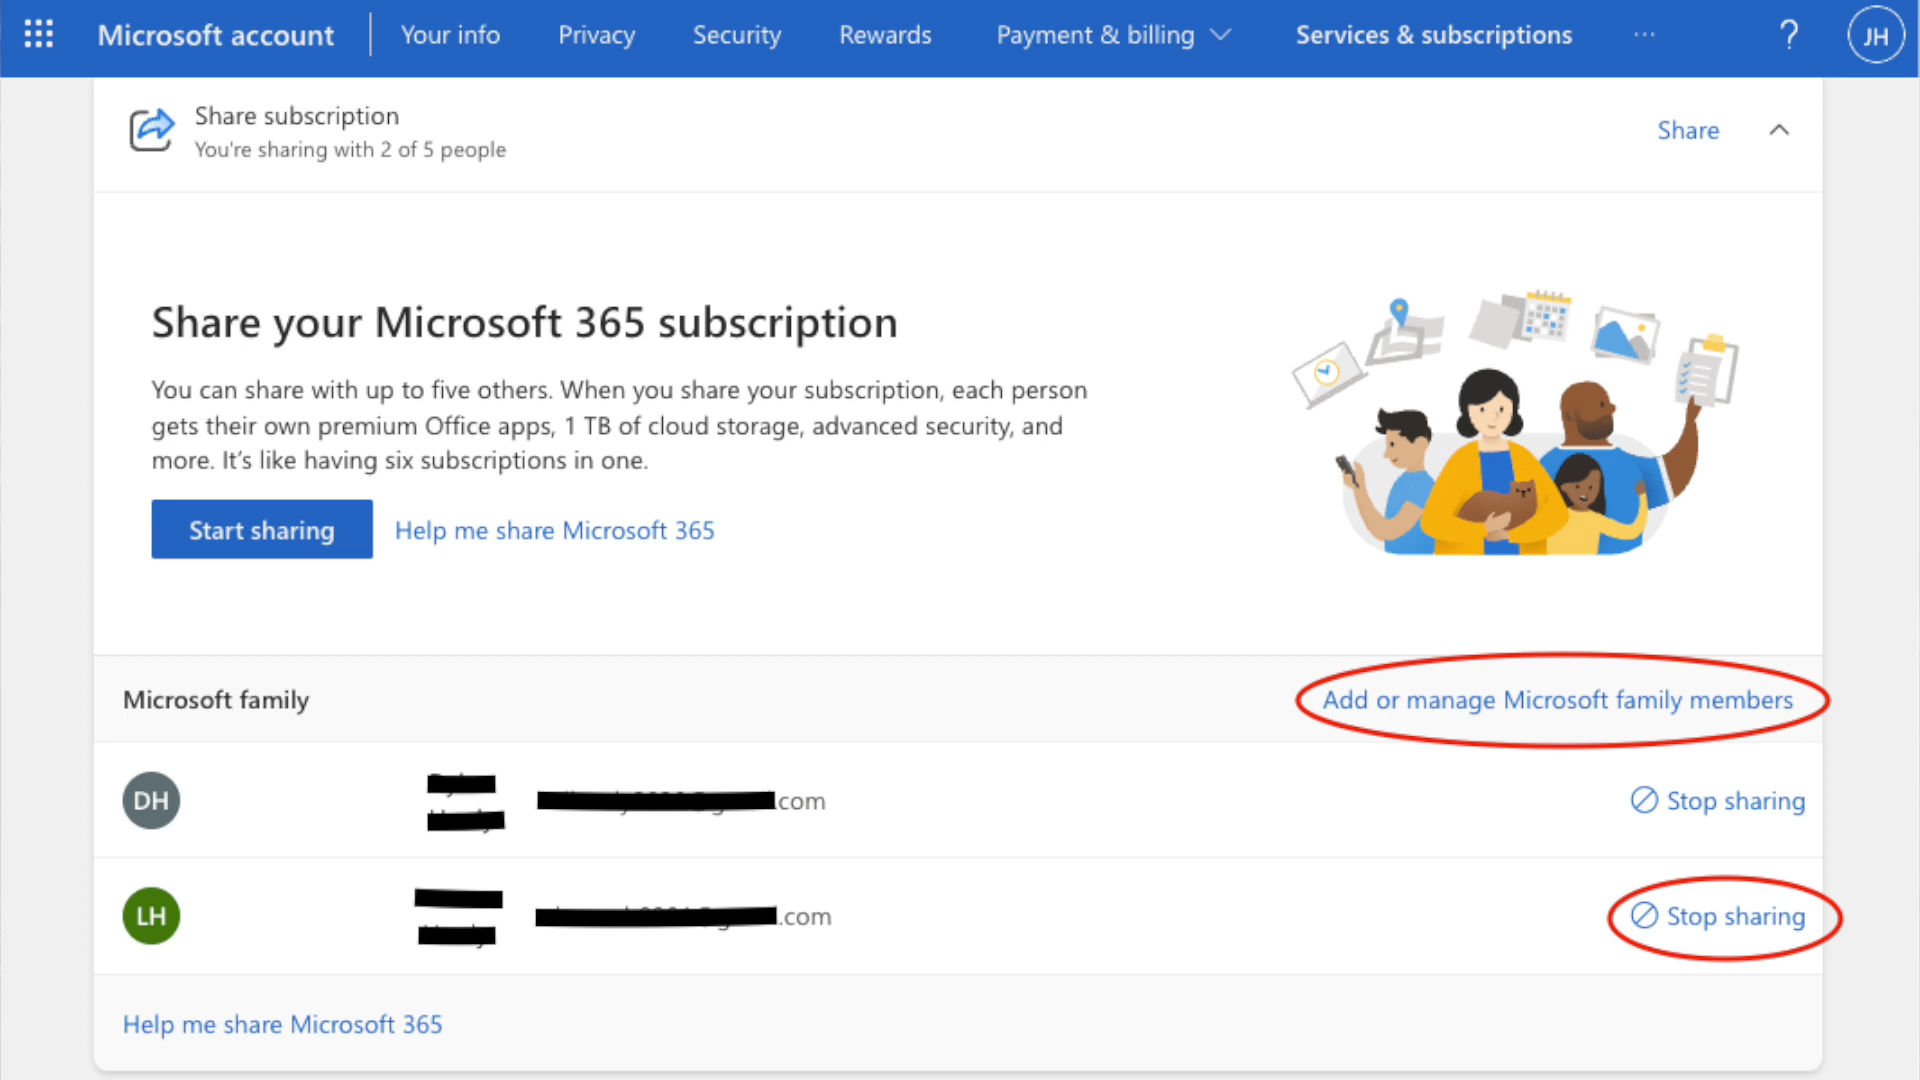 Microsoft account
Your info
Privacy
Security
Rewards
Payment & billing
Services & subscriptions
...
?
JH
Share subscription
You're sharing with 2 of 5 people
Share
Share your Microsoft 365 subscription
You can share with up to five others. When you share your subscription, each person
gets their own premium Office apps, 1 TB of cloud storage, advanced security, and
more. It’s like having six subscriptions in one.
Start sharing
Help me share Microsoft 365
Microsoft family
Add or manage Microsoft family members
DH
.com
Stop sharing
LH
.com
Stop sharing
Help me share Microsoft 365